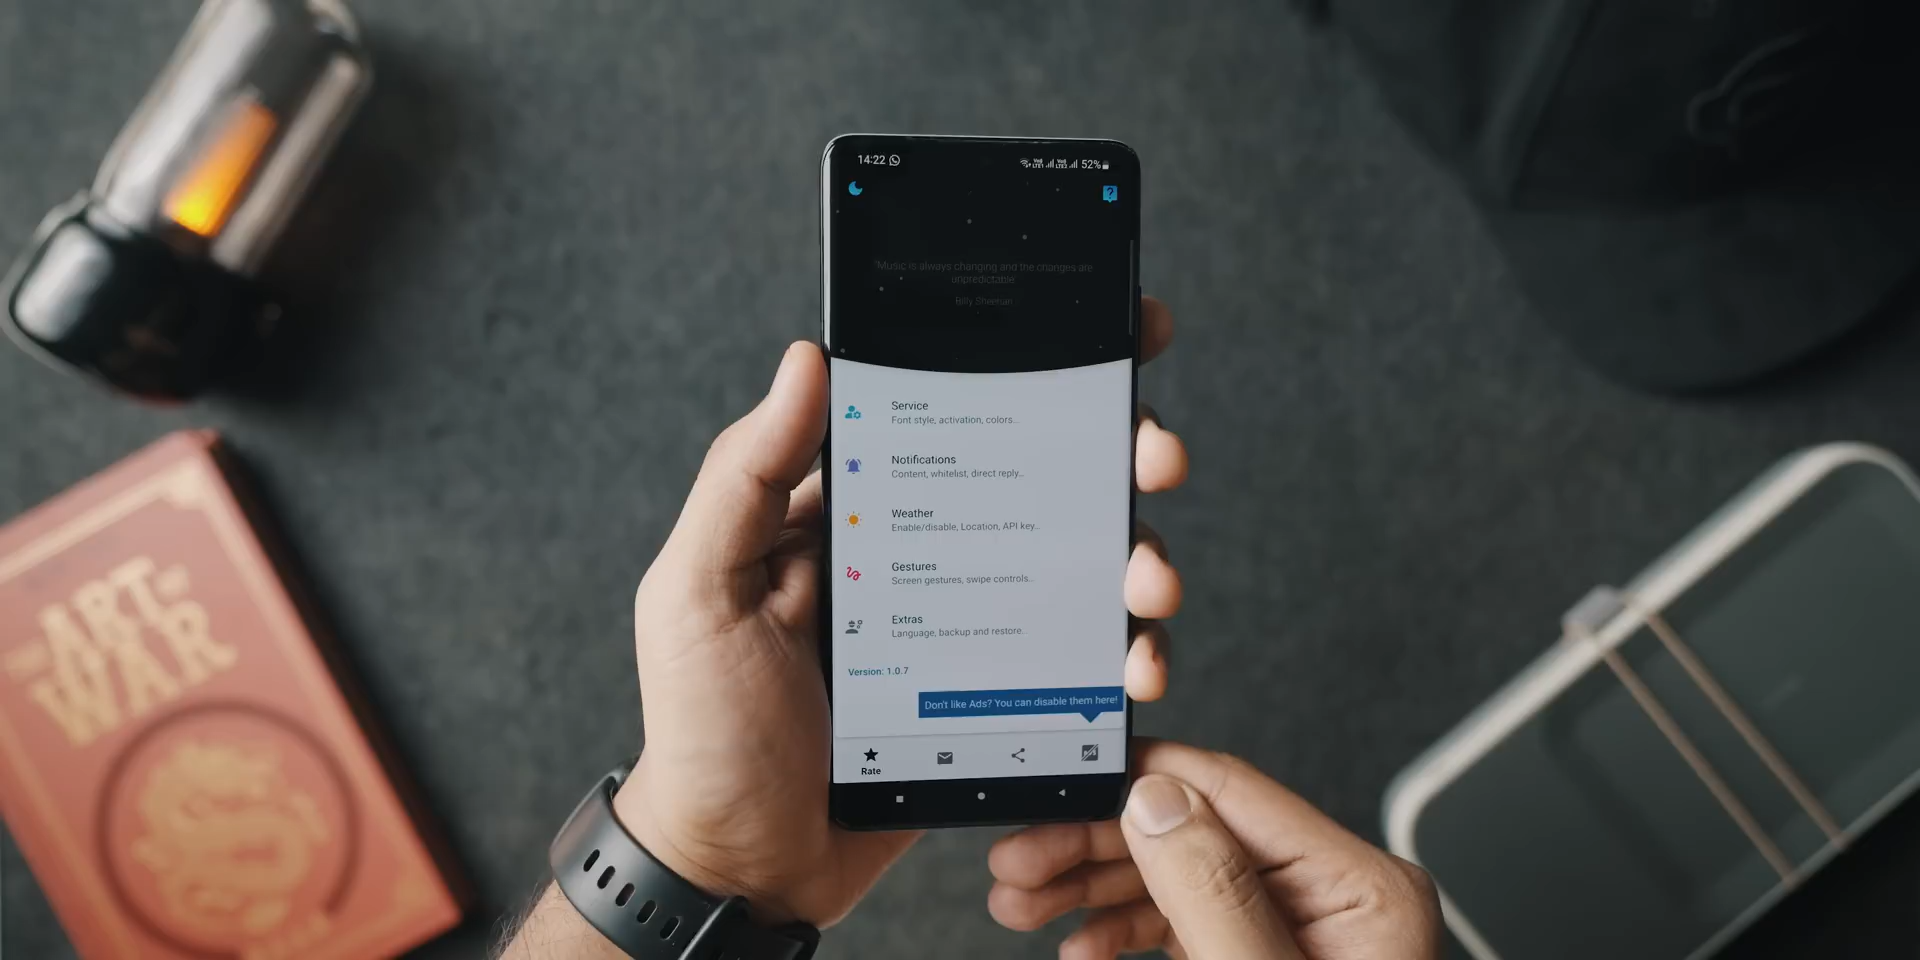 14:22
52%
"Music is always changing and the changes are
unpredictable
Billy Sheehan
Service
Font style, activation, colors...
Notifications
Content, whitelist, direct reply...
Weather
Enable/disable, Location, API key...
Gestures
Screen gestures, swipe controls...
Extras
Language, backup and restore...
Version: 1.0.7
Don't like Ads? You can disable them here!
Rate
ART
WAR